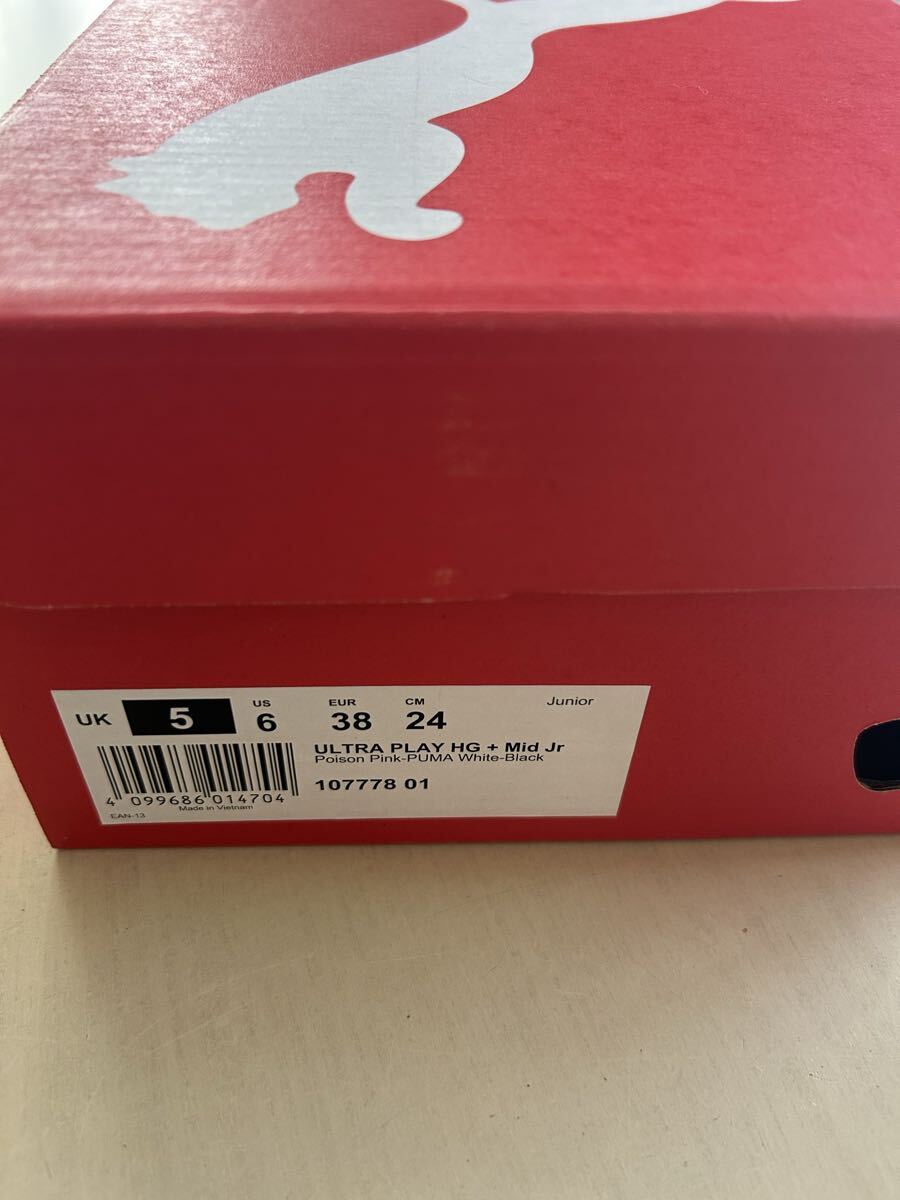 UK 5 US 6 EUR 38 CM 24 Junior
ULTRA PLAY HG + Mid Jr
Poison Pink-PUMA White-Black
107778 01
4 099686 014704
Made in Vietnam
EAN-13